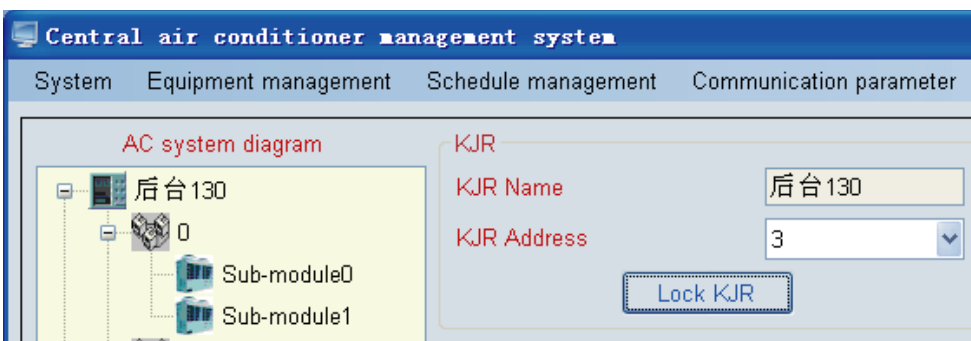 Central air conditioner management system
System Equipment management Schedule management Communication parameter
AC system diagram
后台130
0
Sub-module0
Sub-module1
KJR
KJR Name 后台130
KJR Address 3
Lock KJR